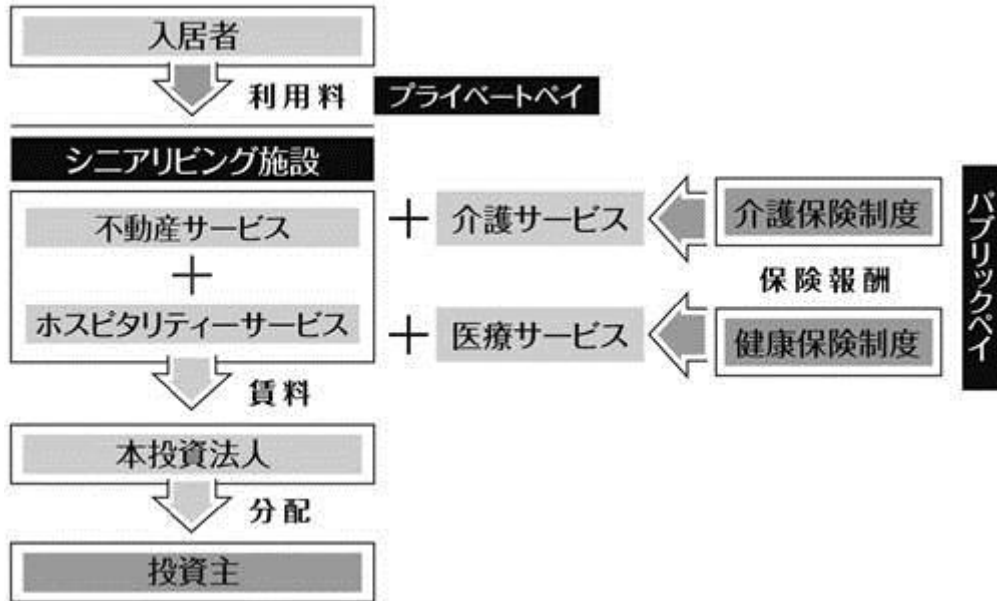 入居者
利用料
プライベートペイ
シニアリビング施設
不動産サービス
+
介護サービス
介護保険制度
+
保険報酬
ホスピタリティーサービス
+
医療サービス
健康保険制度
パブリックペイ
賃料
本投資法人
分配
投資主